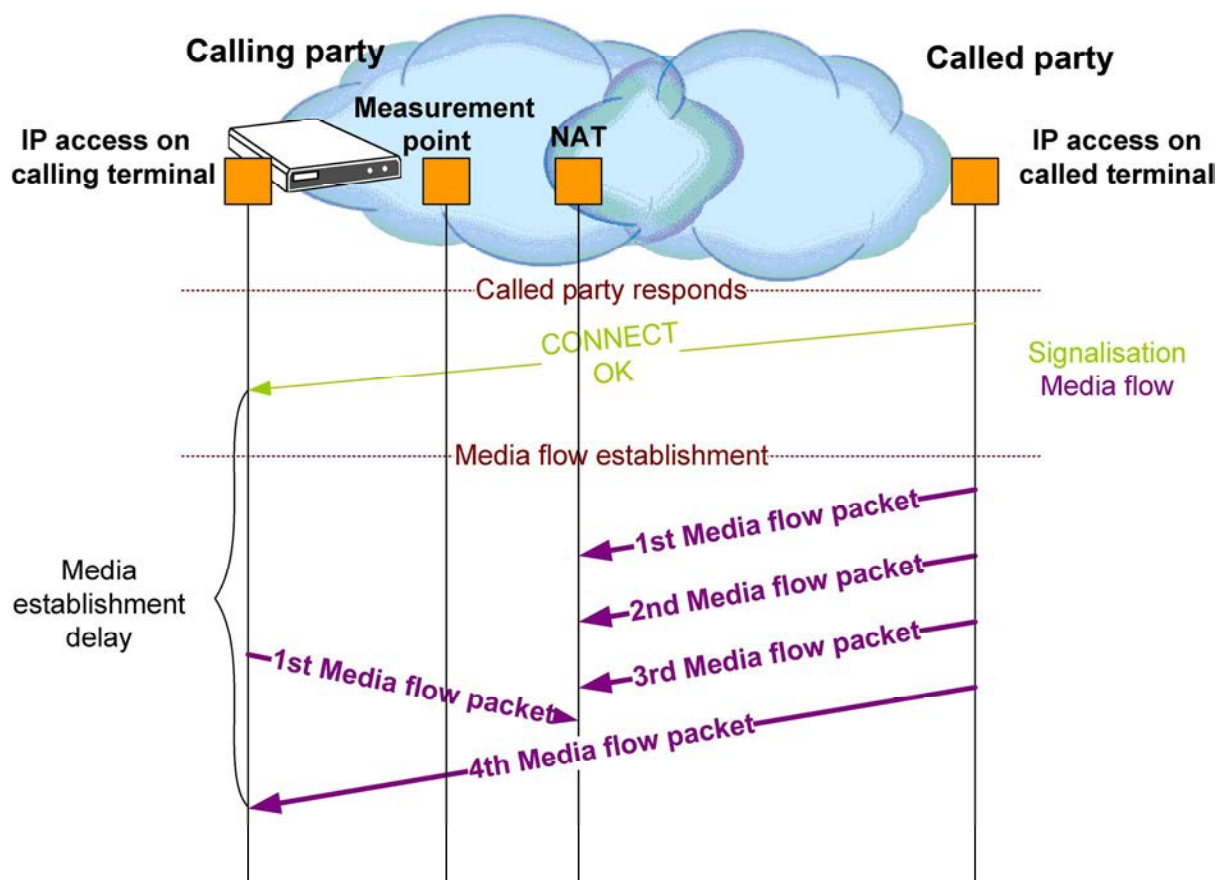 Calling party
Called party
Measurement
point
NAT
IP access on
calling terminal
IP access on
called terminal
Called party responds
CONNECT
OK
Signalisation
Media flow
Media flow establishment
1st Media flow packet
2nd Media flow packet
3rd Media flow packet
Media
establishment
delay
1st Media flow packet
4th Media flow packet